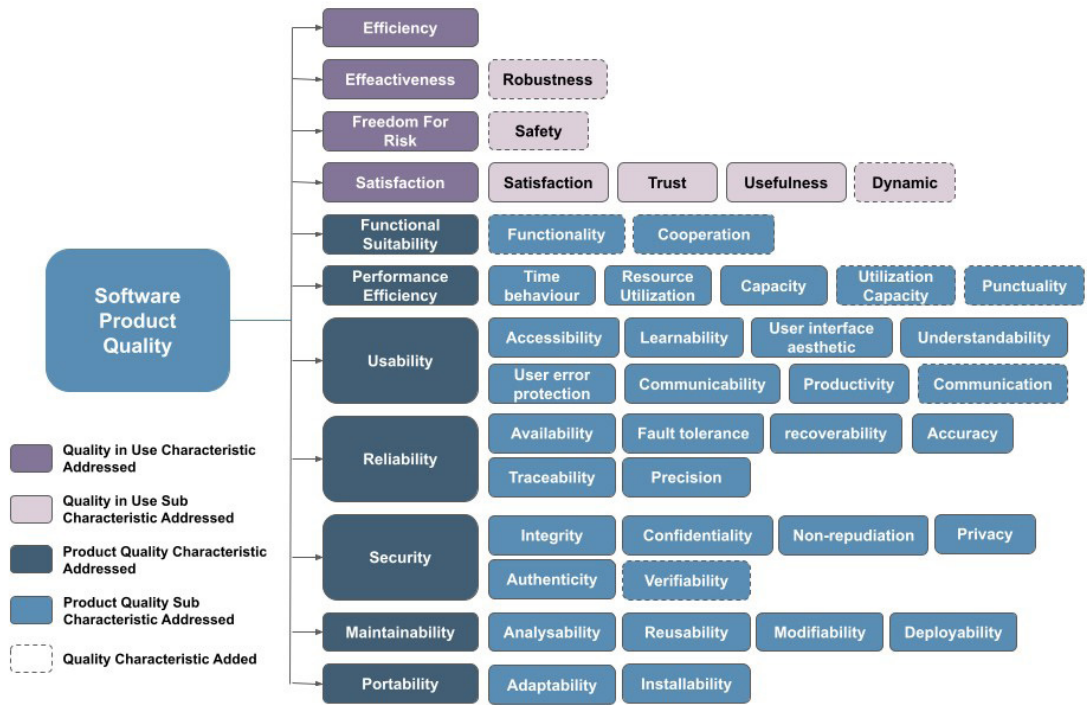 Efficiency
Effeactiveness
Robustness
Freedom For
Risk
Safety
Satisfaction
Satisfaction
Trust
Usefulness
Dynamic
Functional
Suitability
Functionality
Cooperation
Software
Product
Quality
Performance
Efficiency
Time
behaviour
Resource
Utilization
Capacity
Utilization
Capacity
Punctuality
Usability
Accessibility
Learnability
User interface
aesthetic
Understandability
User error
protection
Communicability
Productivity
Communication
Reliability
Availability
Fault tolerance
recoverability
Accuracy
Traceability
Precision
Security
Integrity
Confidentiality
Non-repudiation
Privacy
Authenticity
Verifiability
Maintainability
Analysability
Reusability
Modifiability
Deployability
Portability
Adaptability
Installability
Quality in Use Characteristic
Addressed
Quality in Use Sub
Characteristic Addressed
Product Quality Characteristic
Addressed
Product Quality Sub
Characteristic Addressed
Quality Characteristic Added